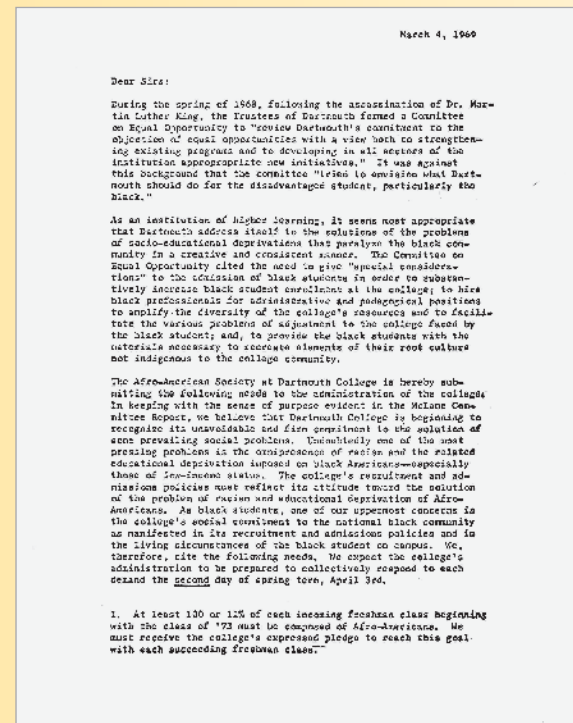 March 4, 1969
Dear Sirs:
During the spring of 1968, following the assassination of Dr. Mar-
tin Luther King, the Trustees of Dartmouth formed a Committee
on Equal Opportunity to "review Dartmouth's commitment to the
objection of equal opportunities with a view both to strengthen-
ing existing programs and to developing in all sectors of the
institution appropropriate new initiatives." It was against
this background that the committee "tried to envision what Dart-
mouth should do for the disadvantaged student, particularly the
black."
As an institution of higher learning, it seems most appropriate
that Dartmouth address itself to the solutions of the problems
of socio-educational deprivations that paralyze the black com-
munity in a creative and consistent manner. The Committee on
Equal Opportunity cited the need to give "special considera-
tions" to the admission of black students in order to substan-
tively increase black student enrollment at the college; to hire
black professionals for administrative and pedagogical positions
to amplify the diversity of the college's resources and to facili-
tate the various problems of adjustment to the college faced by
the black student; and, to provide the black students with the
materials necessary to recreate elements of their root culture
not indigenous to the college community.
The Afro-American Society at Dartmouth College is hereby sub-
mitting the following needs to the administration of the college.
In keeping with the sense of purpose evident in the McLane Com-
mittee Report, we believe that Dartmouth College is beginning to
recognize its unavoidable and firm commitment to the solution of
some prevailing social problems. Undoubtedly one of the most
pressing problems is the omnipresence of racism and the related
educational deprivation imposed on black Americans—especially
those of low-income status. The college's recruitment and ad-
missions policies must reflect its attitude toward the solution
of the problem of racism and educational deprivation of Afro-
Americans. As black students, one of our uppermost concerns is
the college's social commitment to the national black community
as manifested in its recruitment and admissions policies and in
the living circumstances of the black student on campus. We,
therefore, cite the following needs. We expect the college's
administration to be prepared to collectively respond to each
demand the second day of spring term, April 3rd.
1. At least 100 or 11% of each incoming freshman class beginning
with the class of '73 must be composed of Afro-Americans. We
must receive the college's expressed pledge to reach this goal
with each succeeding freshman class.